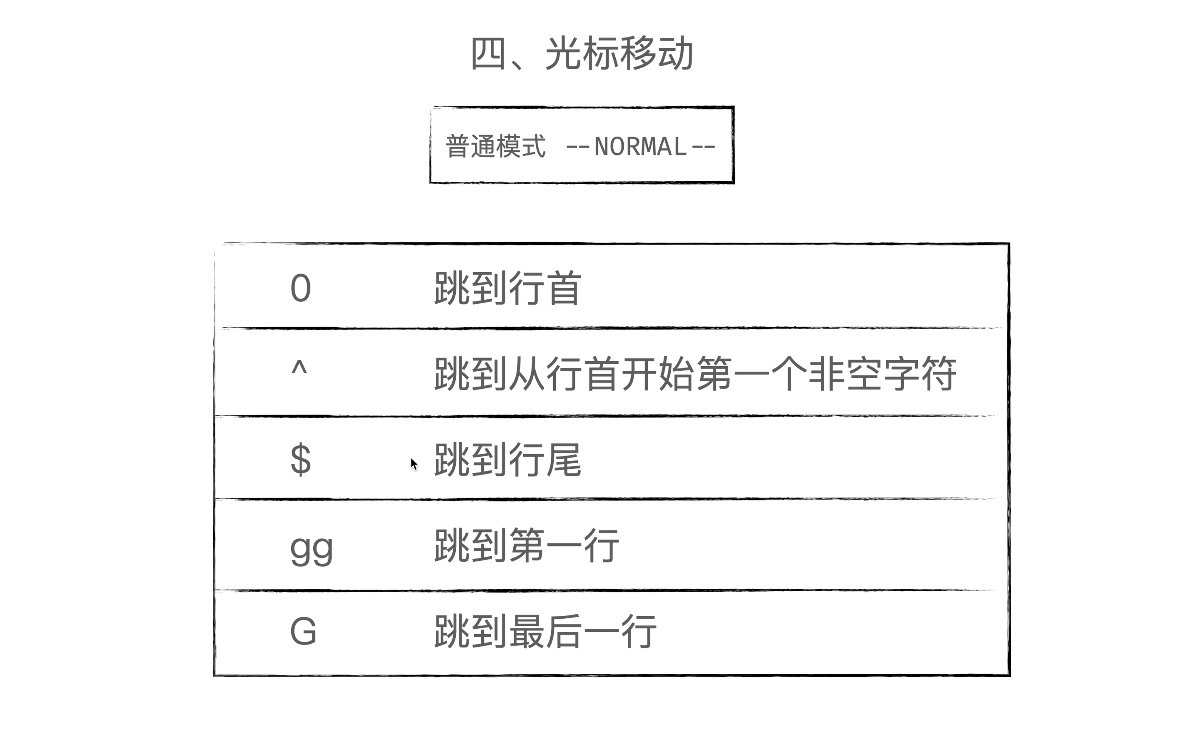 四、光标移动
普通模式 --NORMAL--
0 跳到行首
^ 跳到从行首开始第一个非空字符
$ 跳到行尾
gg 跳到第一行
G 跳到最后一行